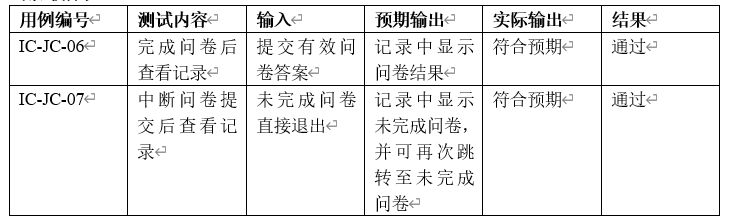 用例编号 测试内容 输入 预期输出 实际输出 结果
IC-JC-06 完成问卷后查看记录 提交有效问卷答案 记录中显示问卷结果 符合预期 通过
IC-JC-07 中断问卷提交后查看记录 未完成问卷直接退出 记录中显示未完成问卷，并可再次跳转至未完成问卷 符合预期 通过